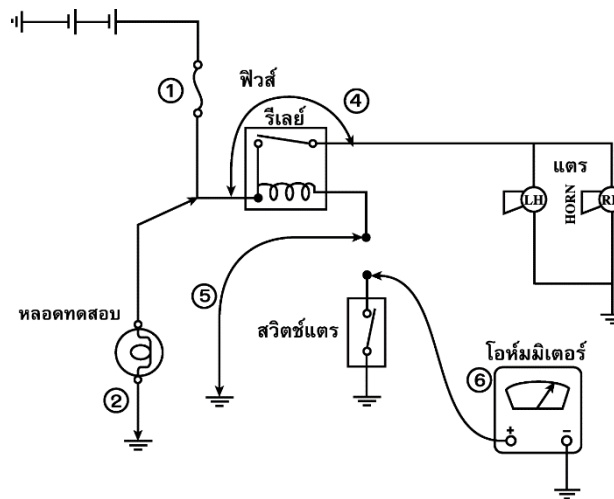 ①
ฟิวส์
④
รีเลย์
แตร
LH
HORN
⑤
หลอดทดสอบ
สวิตช์แตร
โอห์มมิเตอร์
②
⑥
+
−